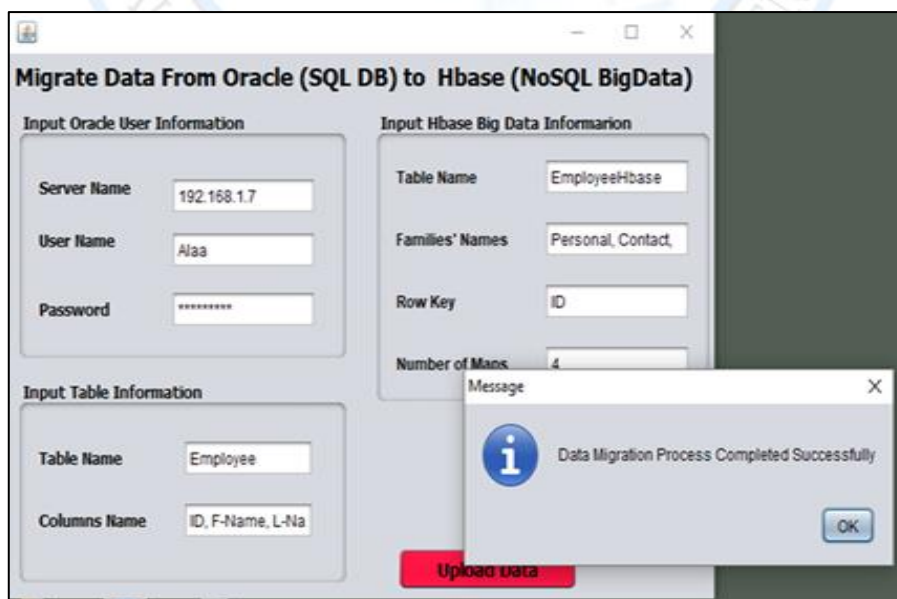 Migrate Data From Oracle (SQL DB) to Hbase (NoSQL BigData)
Input Oracle User Information
Server Name 192.168.1.7
User Name Alaa
Password *********
Input Hbase Big Data Informarion
Table Name EmployeeHbase
Families' Names Personal, Contact,
Row Key ID
Number of Maps 4
Input Table Information
Table Name Employee
Columns Name ID, F-Name, L-Na
Upload Data
Message
Data Migration Process Completed Successfully
OK